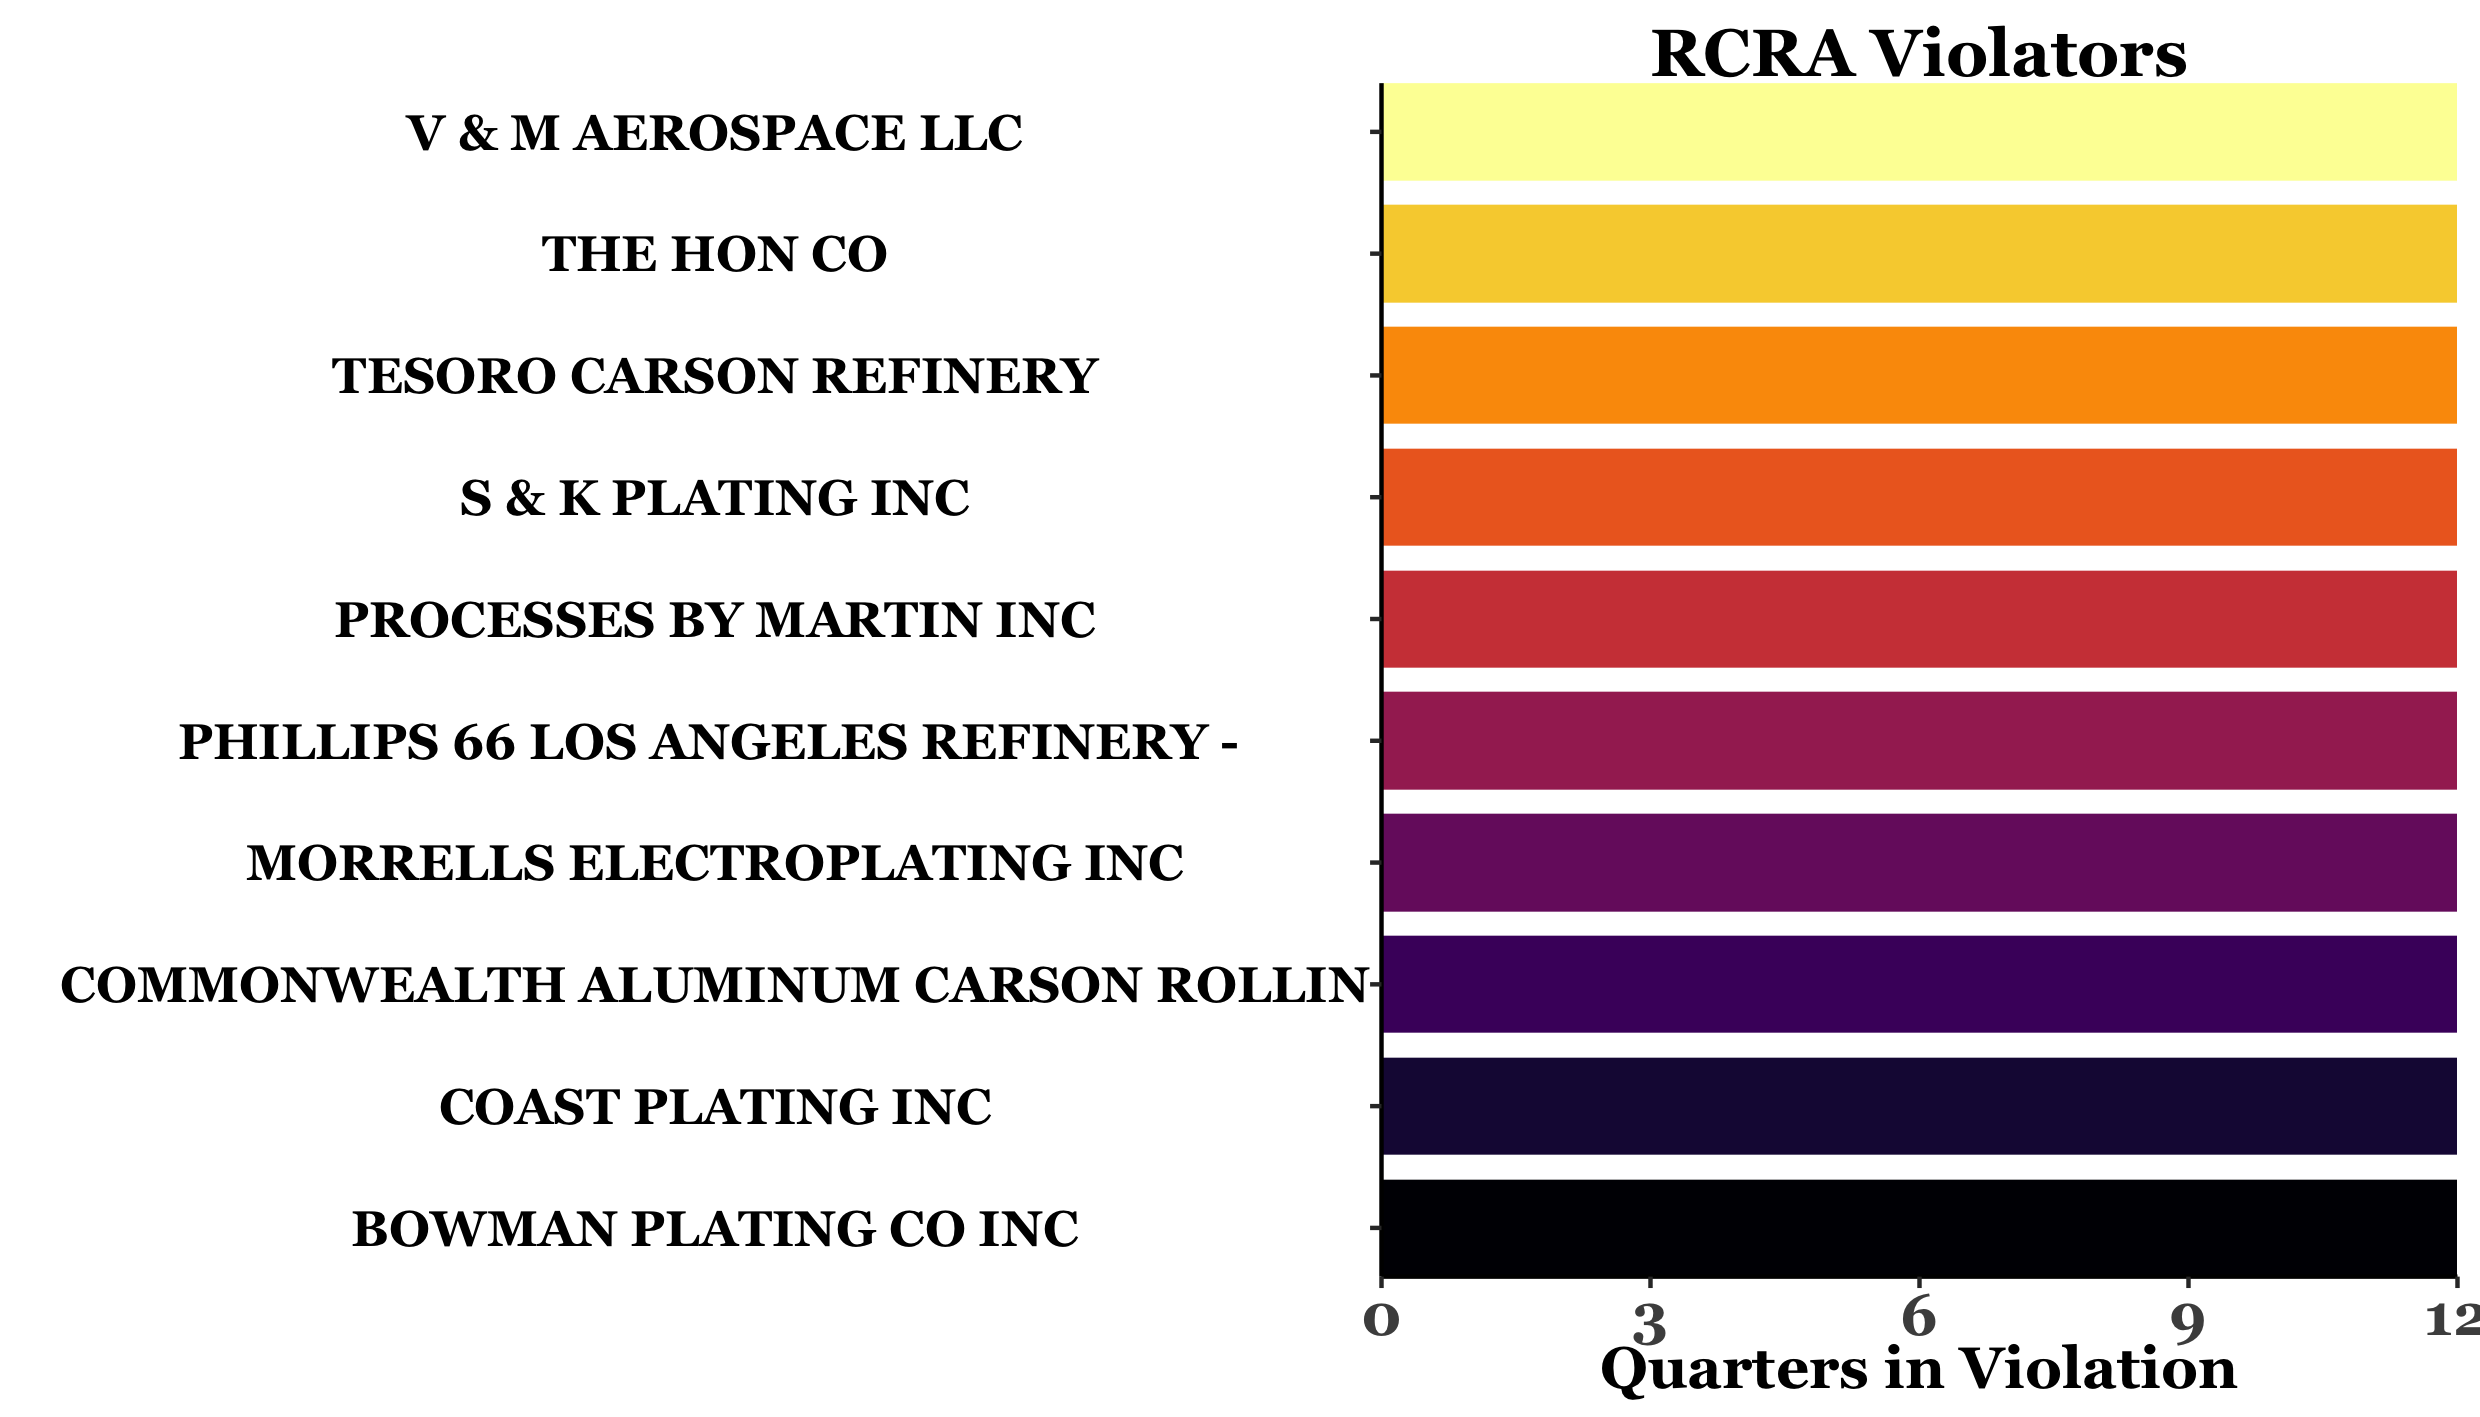 RCRA Violators
V & M AEROSPACE LLC
THE HON CO
TESORO CARSON REFINERY
S & K PLATING INC
PROCESSES BY MARTIN INC
PHILLIPS 66 LOS ANGELES REFINERY -
MORRELLS ELECTROPLATING INC
COMMONWEALTH ALUMINUM CARSON ROLLIN
COAST PLATING INC
BOWMAN PLATING CO INC
0 3 6 9 12
Quarters in Violation